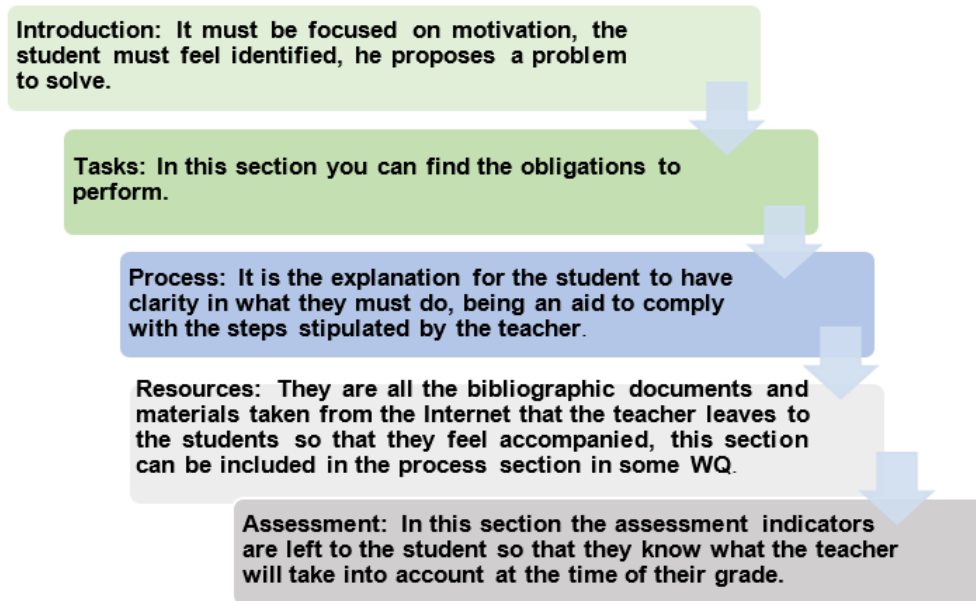 Introduction: It must be focused on motivation, the
student must feel identified, he proposes a problem
to solve.
Tasks: In this section you can find the obligations to
perform.
Process: It is the explanation for the student to have
clarity in what they must do, being an aid to comply
with the steps stipulated by the teacher.
Resources: They are all the bibliographic documents and
materials taken from the Internet that the teacher leaves to
the students so that they feel accompanied, this section
can be included in the process section in some WQ.
Assessment: In this section the assessment indicators
are left to the student so that they know what the teacher
will take into account at the time of their grade.